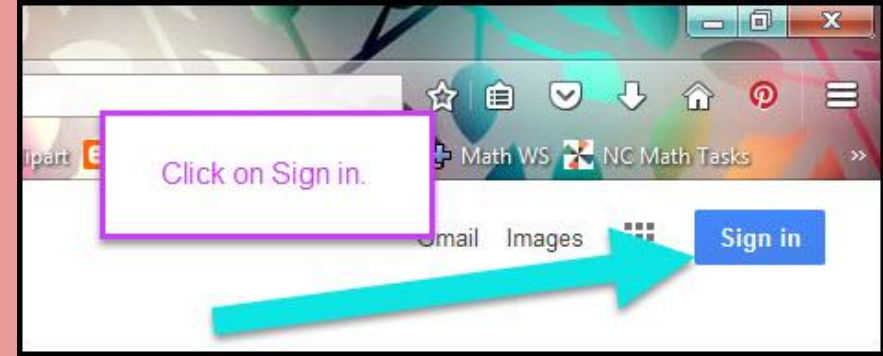 ipart Math WS NC Math Tasks »
Click on Sign in.
Gmail Images Sign in